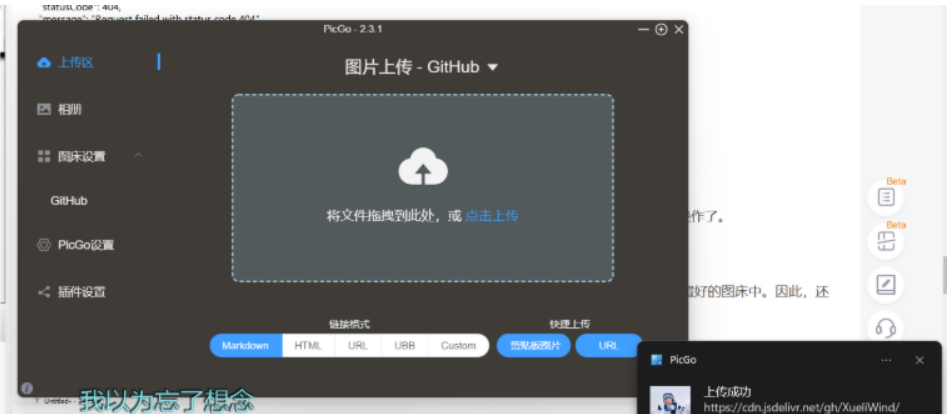 statusCode": 404,
"message": "Request failed with status code 404"
PicGo - 2.3.1
上传区
图片上传 - GitHub
相册
图床设置
GitHub
将文件拖拽到此处，或 点击上传
PicGo设置
插件设置
作了。
好的图床中。因此，还
Beta
Beta
链接格式
快捷上传
Markdown HTML URL UBB Custom 剪贴板图片 URL
PicGo
上传成功
https://cdn.jsdelivr.net/gh/XueliWind/
我以为忘了想念